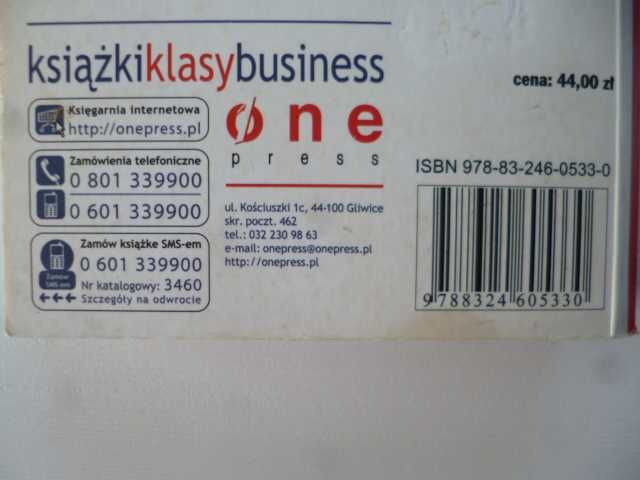 książkiklasybusiness
cena: 44,00 zł
Księgarnia internetowa
http://onepress.pl
Zamówienia telefoniczne
0 801 339900
0 601 339900
Zamów książkę SMS-em
0 601 339900
Zamów
SMS-em
Nr katalogowy: 3460
Szczegóły na odwrocie
one
press
ul. Kościuszki 1c, 44-100 Gliwice
skr. poczt. 462
tel.: 032 230 98 63
e-mail: onepress@onepress.pl
http://onepress.pl
ISBN 978-83-246-0533-0
9 788324 605330